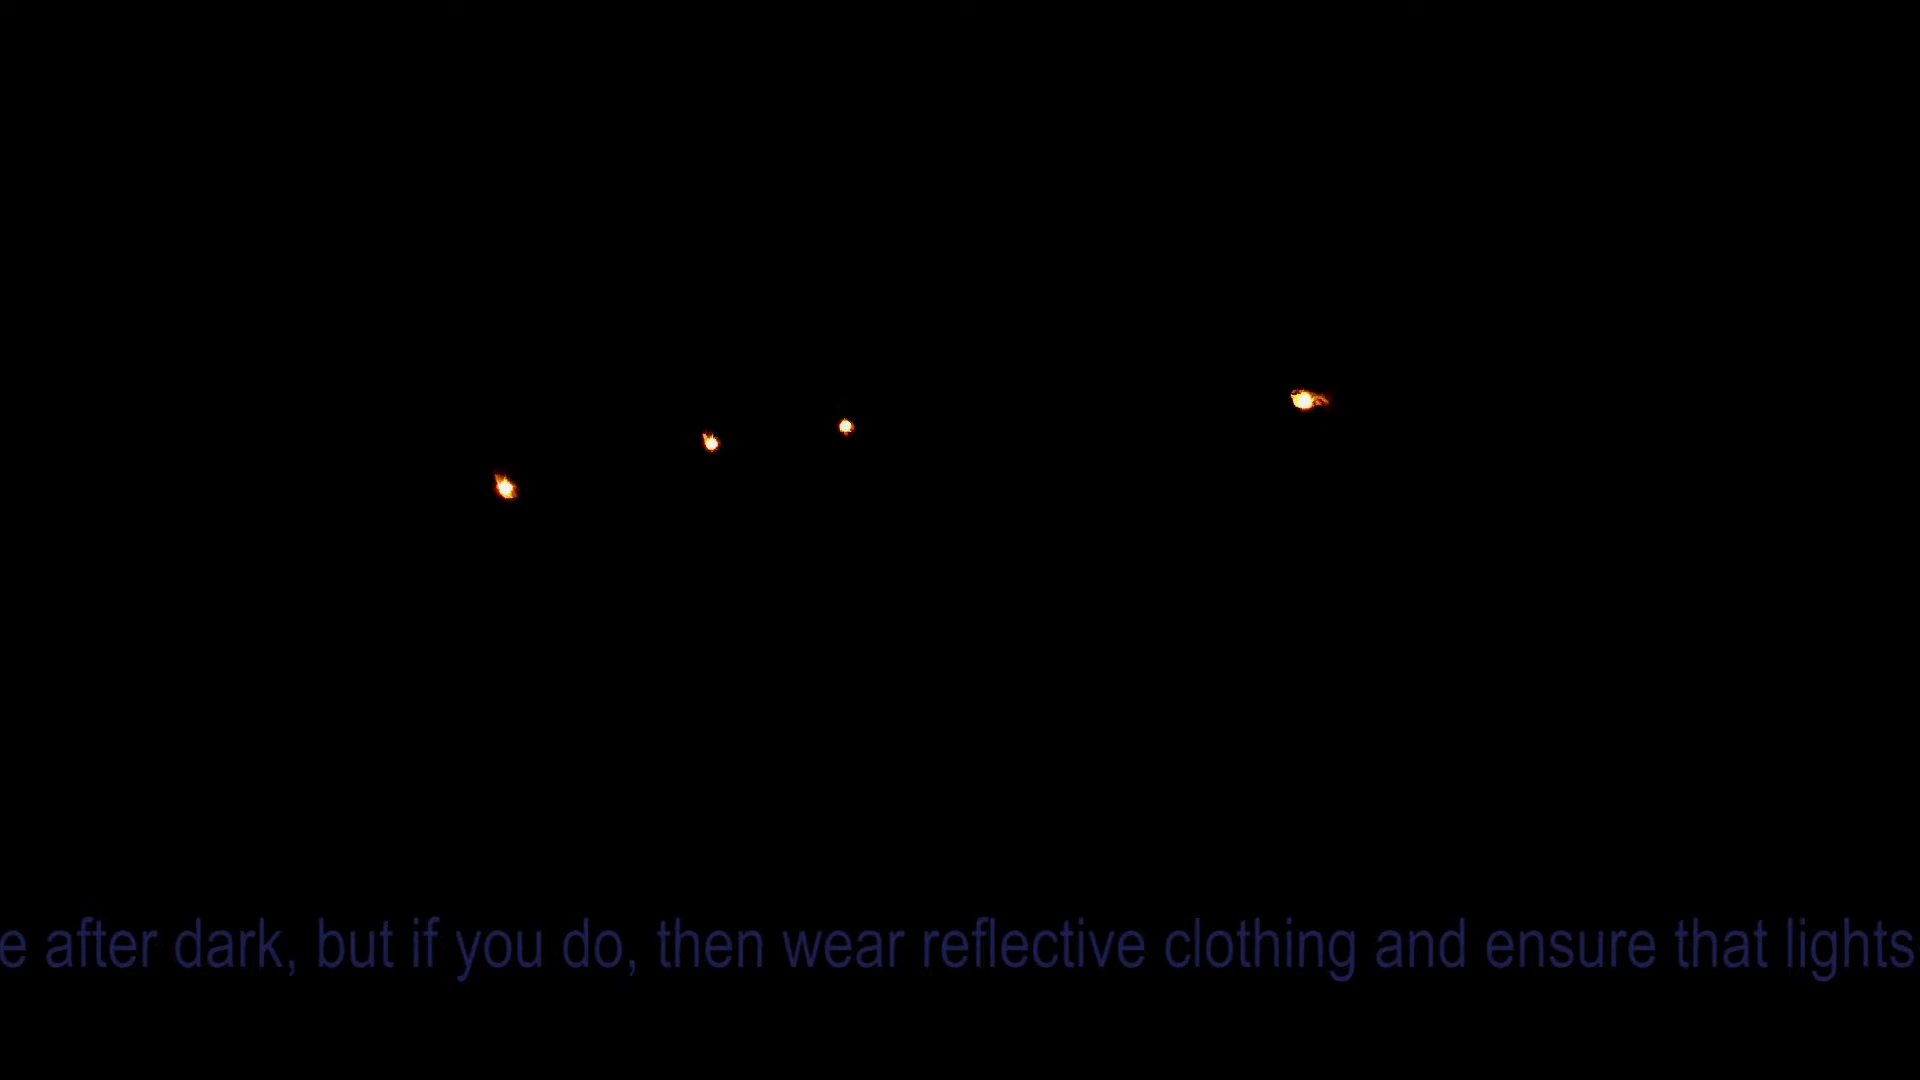 e after dark, but if you do, then wear reflective clothing and ensure that lights